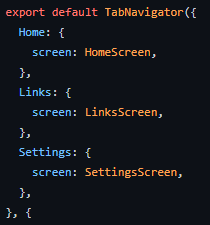 export default TabNavigator({
  Home: {
    screen: HomeScreen,
  },
  Links: {
    screen: LinksScreen,
  },
  Settings: {
    screen: SettingsScreen,
  },
}, {